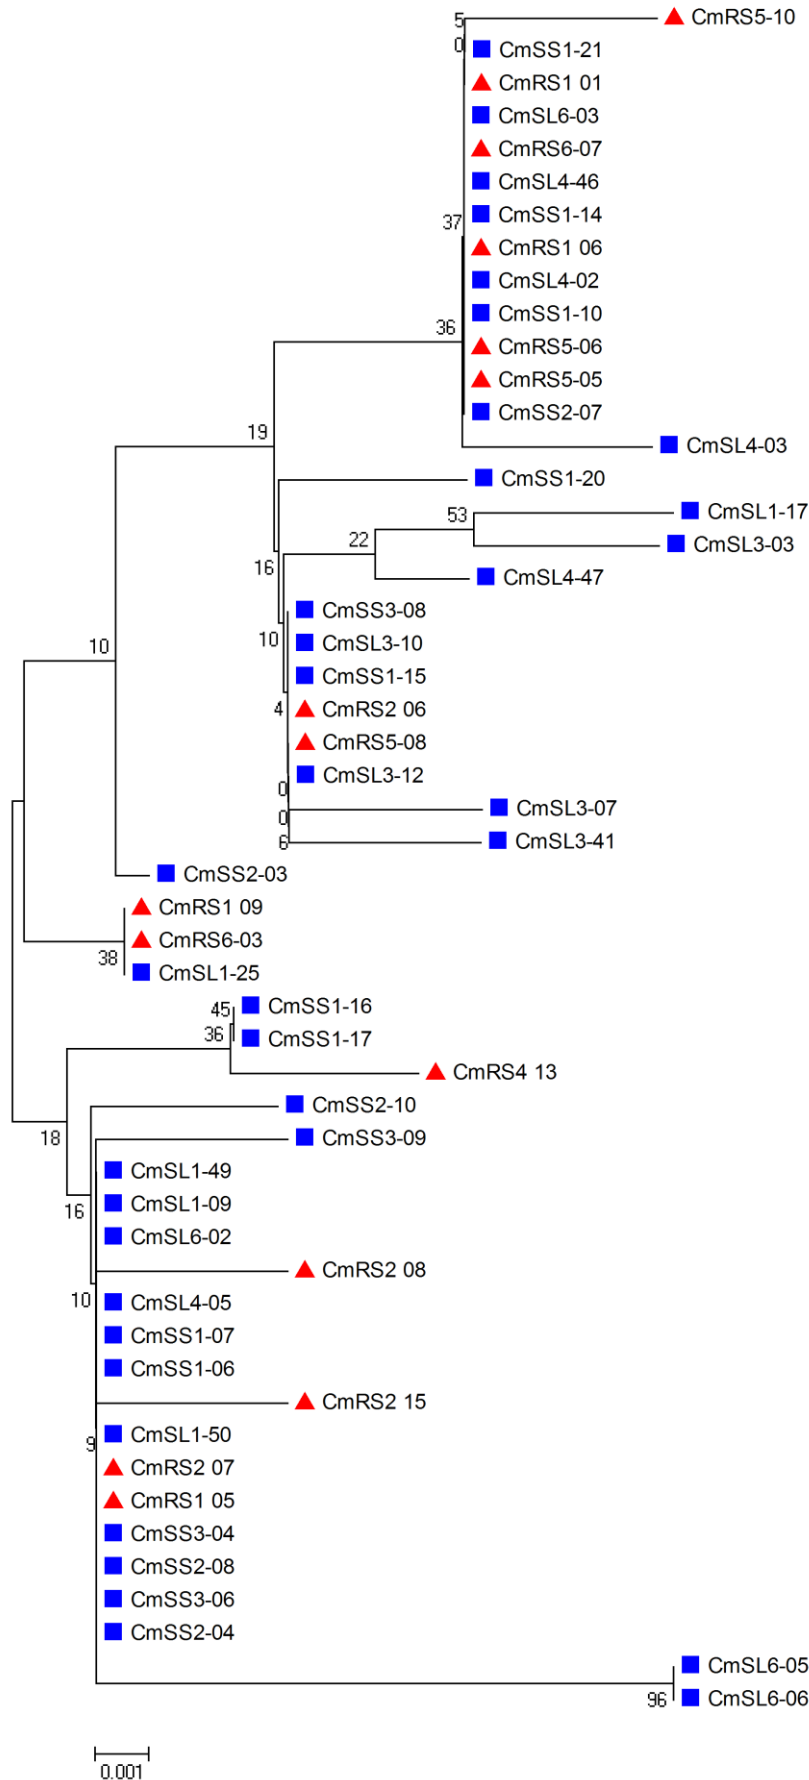 5
CmRS5-10
0
CmSS1-21
CmRS1 01
CmSL6-03
CmRS6-07
CmSL4-46
CmSS1-14
37
CmRS1 06
CmSL4-02
CmSS1-10
36
CmRS5-06
CmRS5-05
CmSS2-07
19
CmSL4-03
CmSS1-20
53
CmSL1-17
22
CmSL3-03
16
CmSL4-47
CmSS3-08
10
CmSL3-10
10
CmSS1-15
4
CmRS2 06
CmRS5-08
CmSL3-12
0
CmSL3-07
0
6
CmSL3-41
CmSS2-03
CmRS1 09
CmRS6-03
38
CmSL1-25
45
CmSS1-16
36
CmSS1-17
CmRS4 13
CmSS2-10
18
CmSS3-09
CmSL1-49
CmSL1-09
16
CmSL6-02
CmRS2 08
10
CmSL4-05
CmSS1-07
CmSS1-06
CmRS2 15
9
CmSL1-50
CmRS2 07
CmRS1 05
CmSS3-04
CmSS2-08
CmSS3-06
CmSS2-04
CmSL6-05
96
CmSL6-06
0.001